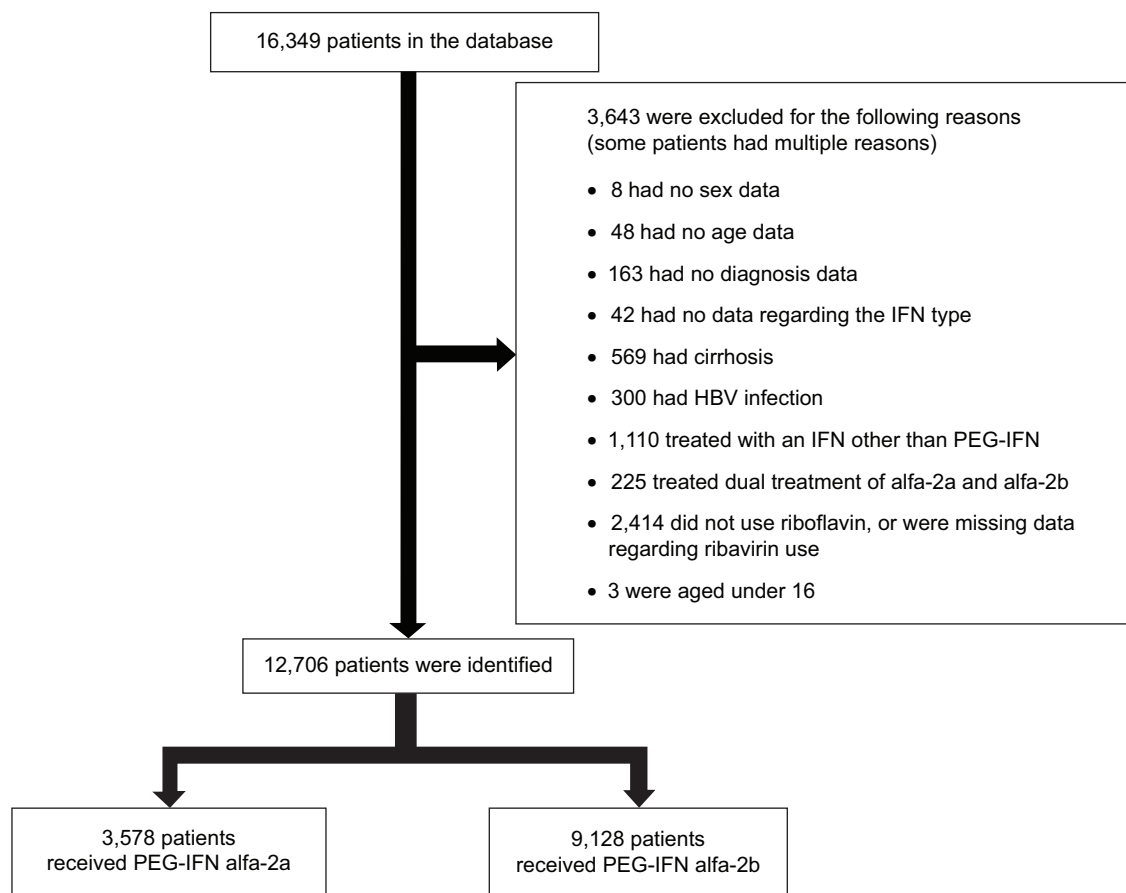 16,349 patients in the database
3,643 were excluded for the following reasons
(some patients had multiple reasons)
• 8 had no sex data
• 48 had no age data
• 163 had no diagnosis data
• 42 had no data regarding the IFN type
• 569 had cirrhosis
• 300 had HBV infection
• 1,110 treated with an IFN other than PEG-IFN
• 225 treated dual treatment of alfa-2a and alfa-2b
• 2,414 did not use riboflavin, or were missing data
regarding ribavirin use
• 3 were aged under 16
12,706 patients were identified
3,578 patients
received PEG-IFN alfa-2a
9,128 patients
received PEG-IFN alfa-2b